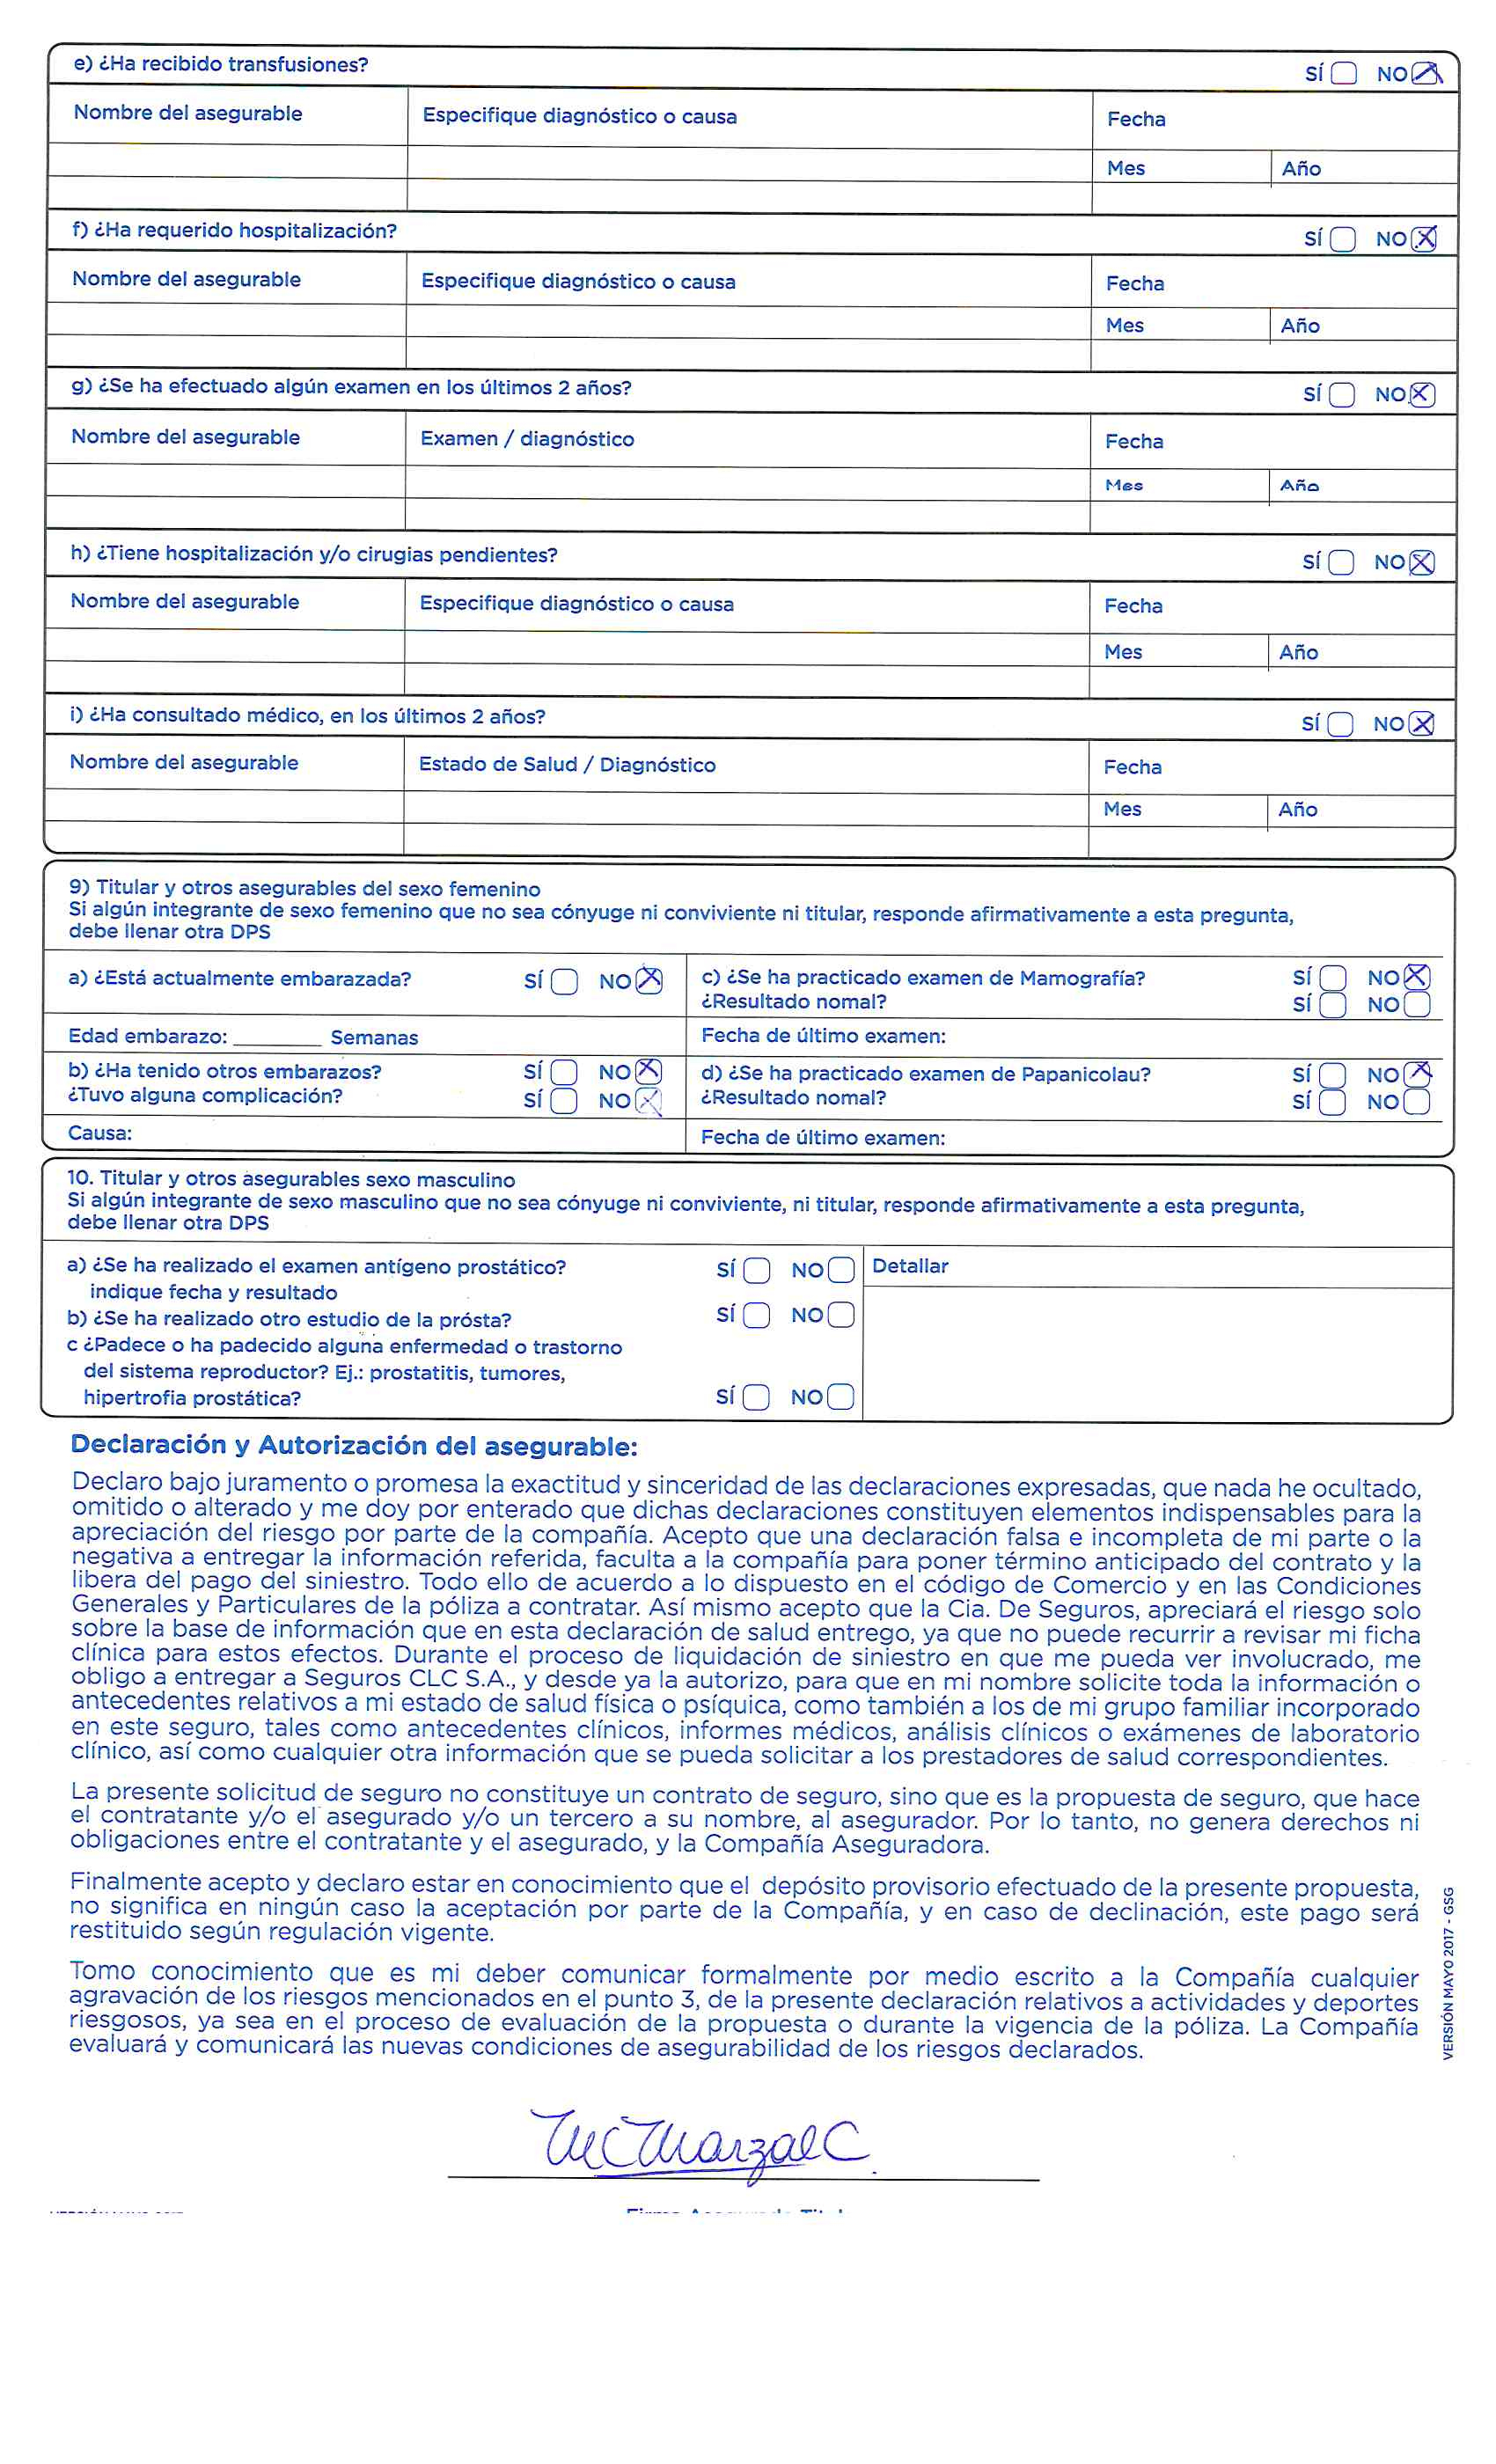 e) ¿Ha recibido transfusiones? SÍ NO
Nombre del asegurable Especifique diagnóstico o causa Fecha
Mes Año
f) ¿Ha requerido hospitalización? SÍ NO
Nombre del asegurable Especifique diagnóstico o causa Fecha
Mes Año
g) ¿Se ha efectuado algún examen en los últimos 2 años? SÍ NO
Nombre del asegurable Examen / diagnóstico Fecha
Mes Año
h) ¿Tiene hospitalización y/o cirugias pendientes? SÍ NO
Nombre del asegurable Especifique diagnóstico o causa Fecha
Mes Año
i) ¿Ha consultado médico, en los últimos 2 años? SÍ NO
Nombre del asegurable Estado de Salud / Diagnóstico Fecha
Mes Año
9) Titular y otros asegurables del sexo femenino
Si algún integrante de sexo femenino que no sea cónyuge ni conviviente ni titular, responde afirmativamente a esta pregunta,
debe llenar otra DPS
a) ¿Está actualmente embarazada? SÍ NO c) ¿Se ha practicado examen de Mamografía? SÍ NO
¿Resultado nomal? SÍ NO
Edad embarazo: ________ Semanas Fecha de último examen:
b) ¿Ha tenido otros embarazos? SÍ NO d) ¿Se ha practicado examen de Papanicolau? SÍ NO
¿Tuvo alguna complicación? SÍ NO ¿Resultado nomal? SÍ NO
Causa: Fecha de último examen:
10. Titular y otros asegurables sexo masculino
Si algún integrante de sexo masculino que no sea cónyuge ni conviviente, ni titular, responde afirmativamente a esta pregunta,
debe llenar otra DPS
a) ¿Se ha realizado el examen antígeno prostático? SÍ NO Detallar
indique fecha y resultado
b) ¿Se ha realizado otro estudio de la prósta? SÍ NO
c ¿Padece o ha padecido alguna enfermedad o trastorno
del sistema reproductor? Ej.: prostatitis, tumores,
hipertrofia prostática? SÍ NO
Declaración y Autorización del asegurable:
Declaro bajo juramento o promesa la exactitud y sinceridad de las declaraciones expresadas, que nada he ocultado,
omitido o alterado y me doy por enterado que dichas declaraciones constituyen elementos indispensables para la
apreciación del riesgo por parte de la compañía. Acepto que una declaración falsa e incompleta de mi parte o la
negativa a entregar la información referida, faculta a la compañía para poner término anticipado del contrato y la
libera del pago del siniestro. Todo ello de acuerdo a lo dispuesto en el código de Comercio y en las Condiciones
Generales y Particulares de la póliza a contratar. Así mismo acepto que la Cia. De Seguros, apreciará el riesgo solo
sobre la base de información que en esta declaración de salud entrego, ya que no puede recurrir a revisar mi ficha
clínica para estos efectos. Durante el proceso de liquidación de siniestro en que me pueda ver involucrado, me
obligo a entregar a Seguros CLC S.A., y desde ya la autorizo, para que en mi nombre solicite toda la información o
antecedentes relativos a mi estado de salud física o psíquica, como también a los de mi grupo familiar incorporado
en este seguro, tales como antecedentes clínicos, informes médicos, análisis clínicos o exámenes de laboratorio
clínico, así como cualquier otra información que se pueda solicitar a los prestadores de salud correspondientes.
La presente solicitud de seguro no constituye un contrato de seguro, sino que es la propuesta de seguro, que hace
el contratante y/o el asegurado y/o un tercero a su nombre, al asegurador. Por lo tanto, no genera derechos ni
obligaciones entre el contratante y el asegurado, y la Compañía Aseguradora.
Finalmente acepto y declaro estar en conocimiento que el depósito provisorio efectuado de la presente propuesta,
no significa en ningún caso la aceptación por parte de la Compañía, y en caso de declinación, este pago será
restituido según regulación vigente.
Tomo conocimiento que es mi deber comunicar formalmente por medio escrito a la Compañía cualquier
agravación de los riesgos mencionados en el punto 3, de la presente declaración relativos a actividades y deportes
riesgosos, ya sea en el proceso de evaluación de la propuesta o durante la vigencia de la póliza. La Compañía
evaluará y comunicará las nuevas condiciones de asegurabilidad de los riesgos declarados.
VERSIÓN MAYO 2017 - GSG
MCMarzalC